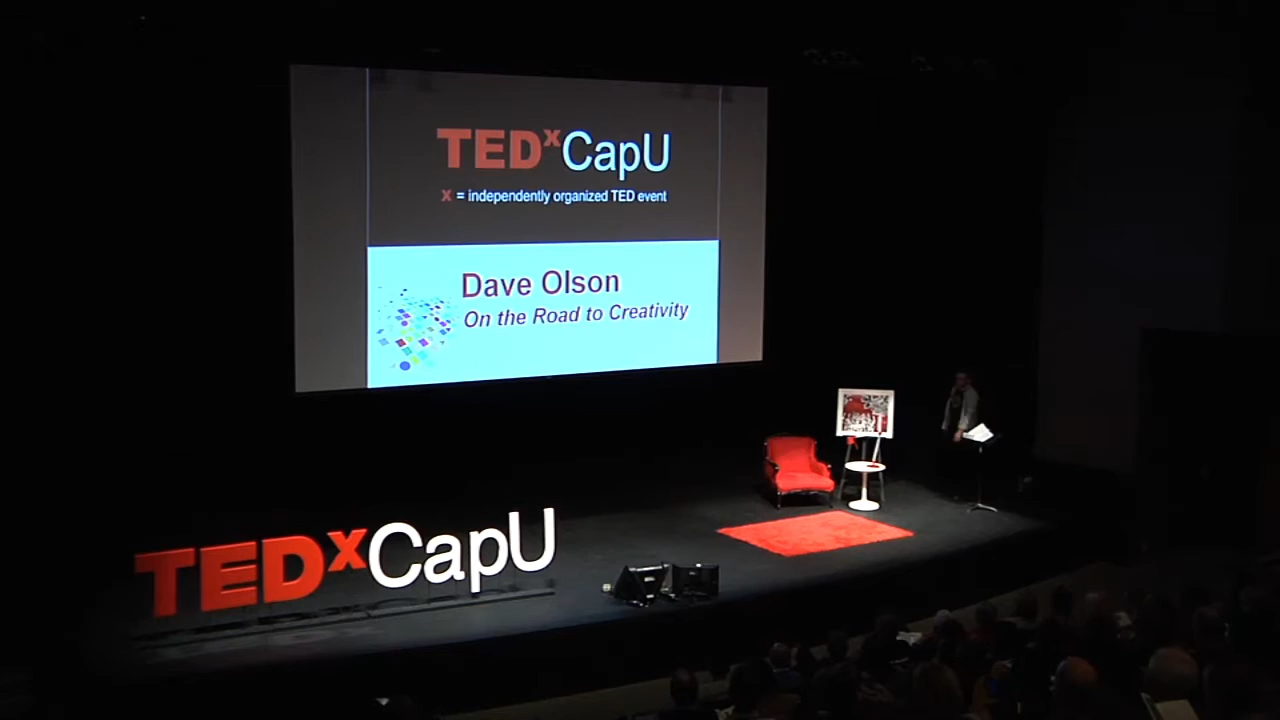 TEDxCapU
x = independently organized TED event
Dave Olson
On the Road to Creativity
TEDxCapU